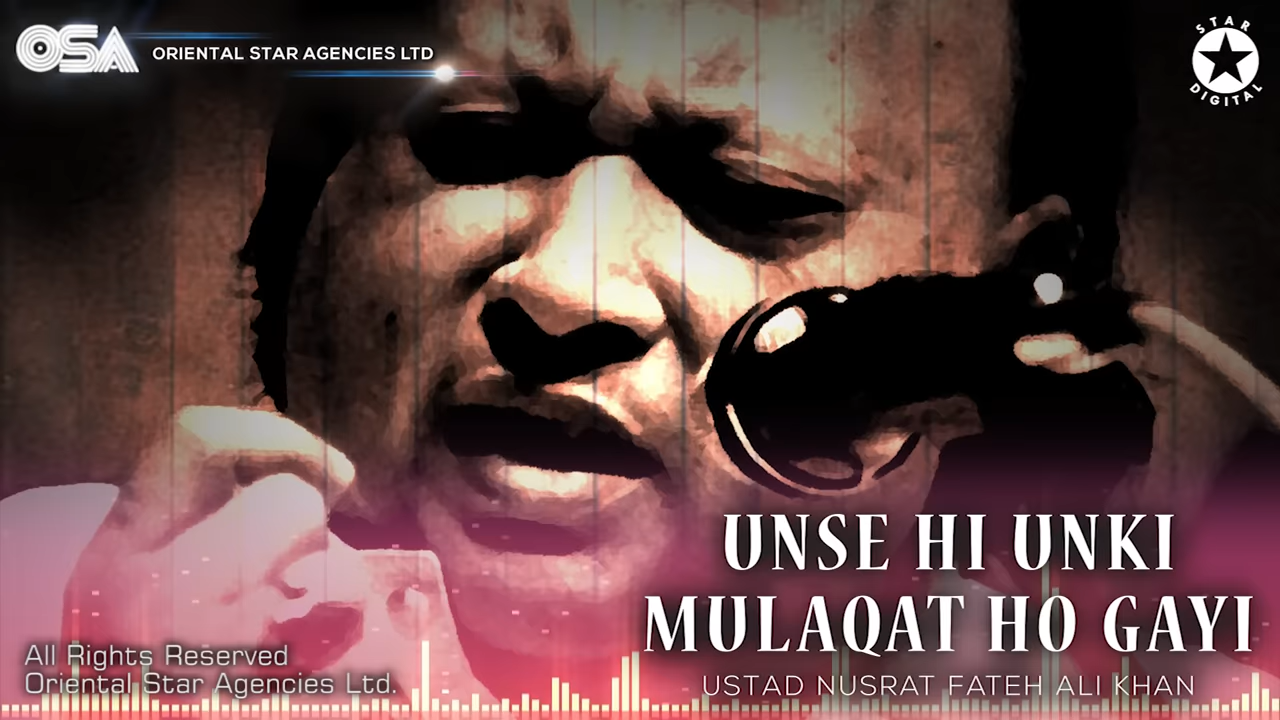 OSA ORIENTAL STAR AGENCIES LTD
STAR
DIGITAL
UNSE HI UNKI
MULAQAT HO GAYI
USTAD NUSRAT FATEH ALI KHAN
All Rights Reserved
Oriental Star Agencies Ltd.